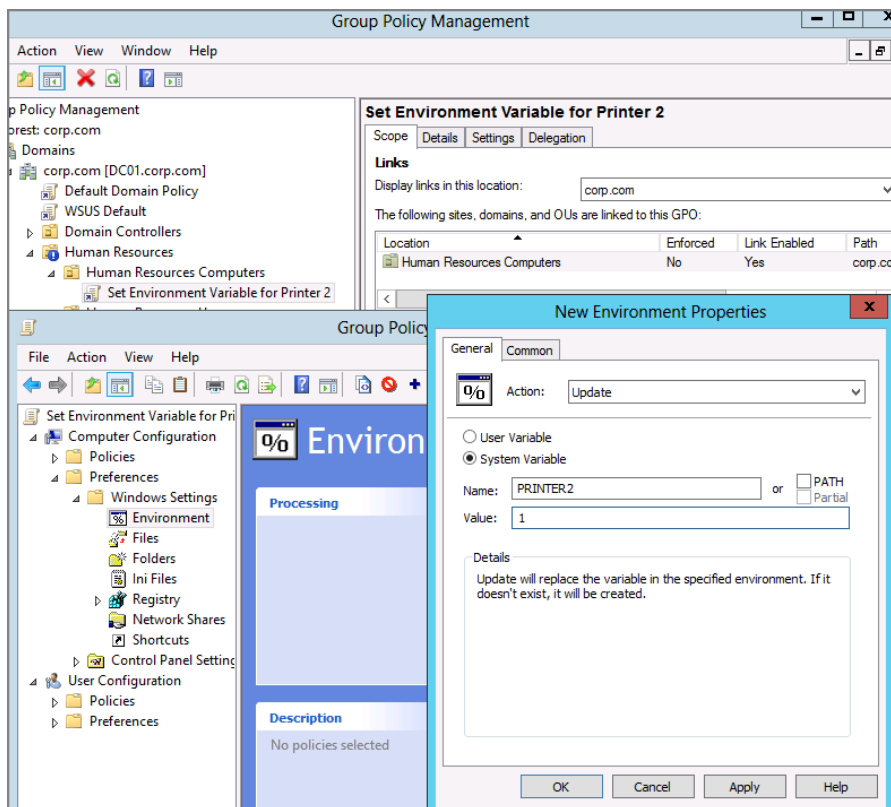 Group Policy Management
Action View Window Help
p Policy Management
orest: corp.com
Domains
corp.com [DC01.corp.com]
Default Domain Policy
WSUS Default
Domain Controllers
Human Resources
Human Resources Computers
Set Environment Variable for Printer 2
Set Environment Variable for Printer 2
Scope Details Settings Delegation
Links
Display links in this location: corp.com
The following sites, domains, and OUs are linked to this GPO:
Location Enforced Link Enabled Path
Human Resources Computers No Yes corp.co
Group Policy
File Action View Help
Set Environment Variable for Pri
Computer Configuration
Policies
Preferences
Windows Settings
Environment
Files
Folders
Ini Files
Registry
Network Shares
Shortcuts
Control Panel Setting
User Configuration
Policies
Preferences
Environ
Processing
Description
No policies selected
New Environment Properties
General Common
Action: Update
User Variable
System Variable
Name: PRINTER2 or PATH
Partial
Value: 1
Details
Update will replace the variable in the specified environment. If it
doesn't exist, it will be created.
OK Cancel Apply Help